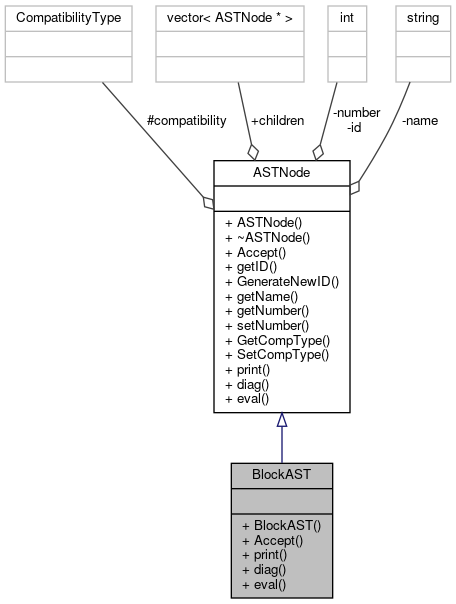 CompatibilityType
vector< ASTNode * >
int
string
#compatibility
+children
-number
-id
-name
ASTNode
+ ASTNode()
+ ~ASTNode()
+ Accept()
+ getID()
+ GenerateNewID()
+ getName()
+ getNumber()
+ setNumber()
+ GetCompType()
+ SetCompType()
+ print()
+ diag()
+ eval()
BlockAST
+ BlockAST()
+ Accept()
+ print()
+ diag()
+ eval()